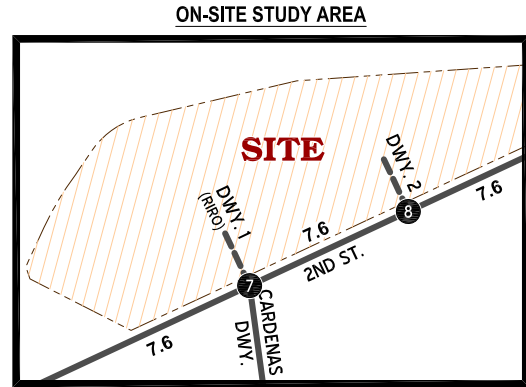 ON-SITE STUDY AREA
SITE
DWY. 2
7.6
DWY. 1
(RIRO)
7.6
8
2ND ST.
7
CARDENAS
DWY.
7.6